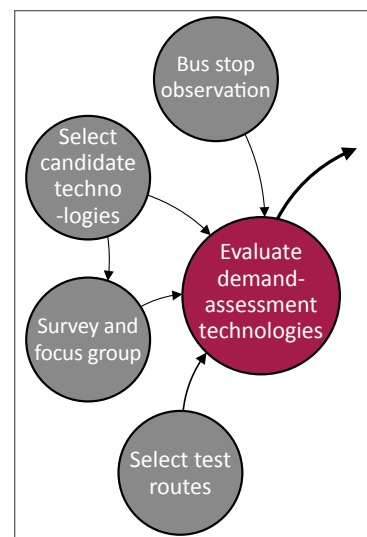 Bus stop
observation
Select
candidate
techno
-logies
Evaluate
demand-
assessment
technologies
Survey and
focus group
Select test
routes